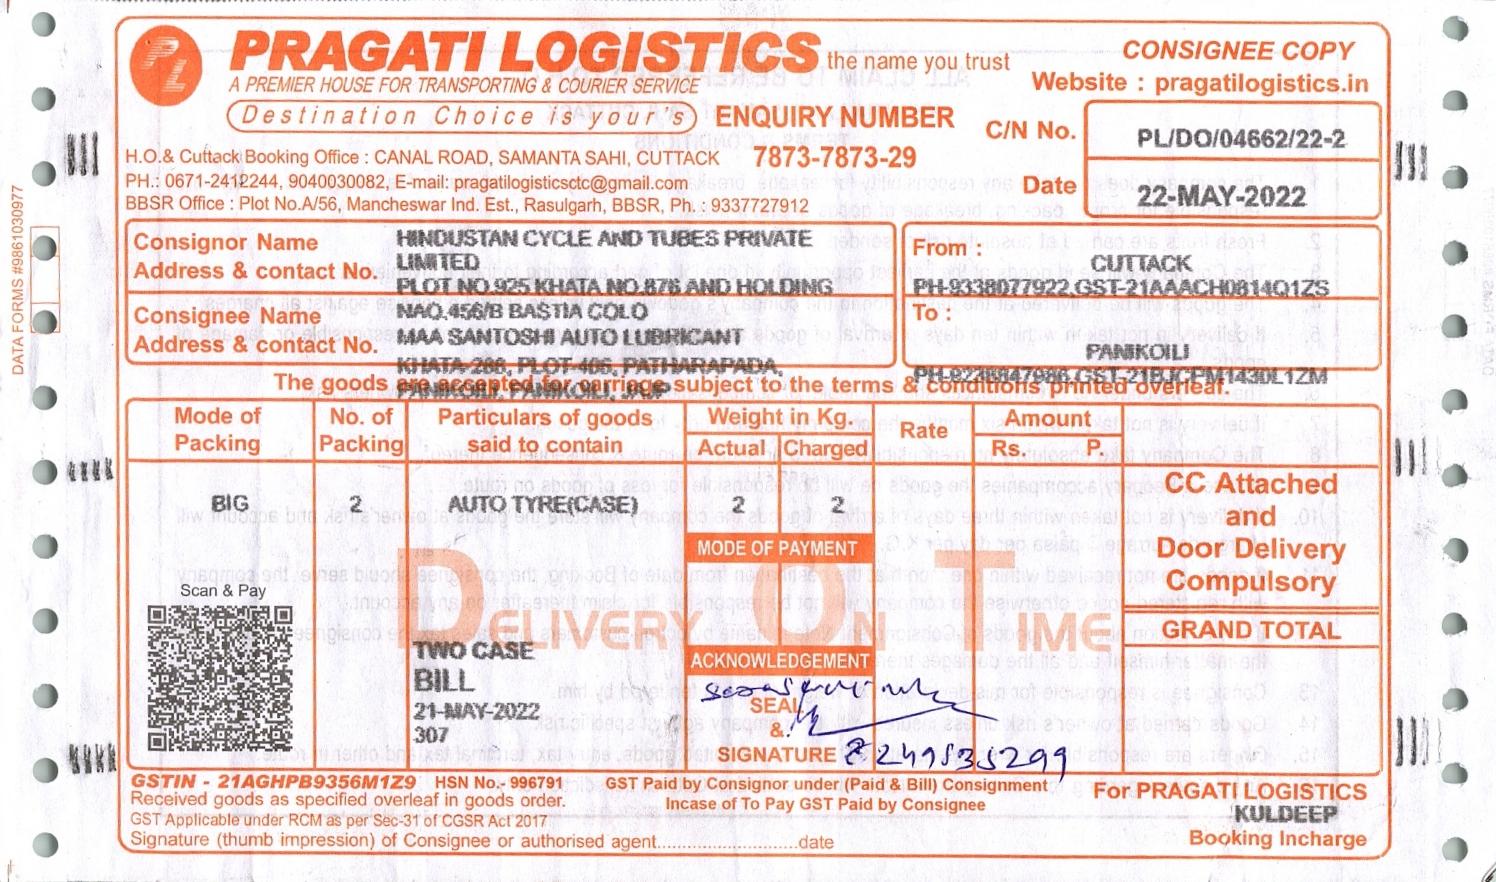 PL
PRAGATI LOGISTICS the name you trust
A PREMIER HOUSE FOR TRANSPORTING & COURIER SERVICE
Destination Choice is your's
ENQUIRY NUMBER
7873-7873-29
CONSIGNEE COPY
Website : pragatilogistics.in
C/N No. PL/DO/04662/22-2
Date 22-MAY-2022
H.O.& Cuttack Booking Office : CANAL ROAD, SAMANTA SAHI, CUTTACK
PH.: 0671-2412244, 9040030082, E-mail: pragatilogisticsctc@gmail.com
BBSR Office : Plot No.A/56, Mancheswar Ind. Est., Rasulgarh, BBSR, Ph. : 9337727912
DATA FORMS #9861030977
Consignor Name
Address & contact No.
HINDUSTAN CYCLE AND TUBES PRIVATE
LIMITED
PLOT NO.925 KHATA NO.876 AND HOLDING
NAO.456/B BASTIA COLO
From :
CUTTACK
PH-9338077922,GST-21AAACH0814Q1ZS
Consignee Name
Address & contact No.
MAA SANTOSHI AUTO LUBRICANT
KHATA-266, PLOT-466, PATHARAPADA,
PANIKOILI, PANIKOILI, JAJP
To :
PANIKOILI
The goods are accepted for carriage subject to the terms & conditions printed overleaf.
Mode of Packing
No. of Packing
Particulars of goods said to contain
Weight in Kg.
Actual Charged
Rate
Amount
Rs. P.
BIG 2 AUTO TYRE(CASE) 2 2
CC Attached
and
Door Delivery
Compulsory
GRAND TOTAL
MODE OF PAYMENT
DELIVERY ON TIME
Scan & Pay
TWO CASE
BILL
21-MAY-2022
307
ACKNOWLEDGEMENT
SEAL
&
SIGNATURE
GSTIN - 21AGHPB9356M1Z9 HSN No.- 996791
Received goods as specified overleaf in goods order.
GST Applicable under RCM as per Sec-31 of CGSR Act 2017
Signature (thumb impression) of Consignee or authorised agent..............................date
GST Paid by Consignor under (Paid & Bill) Consignment
Incase of To Pay GST Paid by Consignee
For PRAGATI LOGISTICS
KULDEEP
Booking Incharge